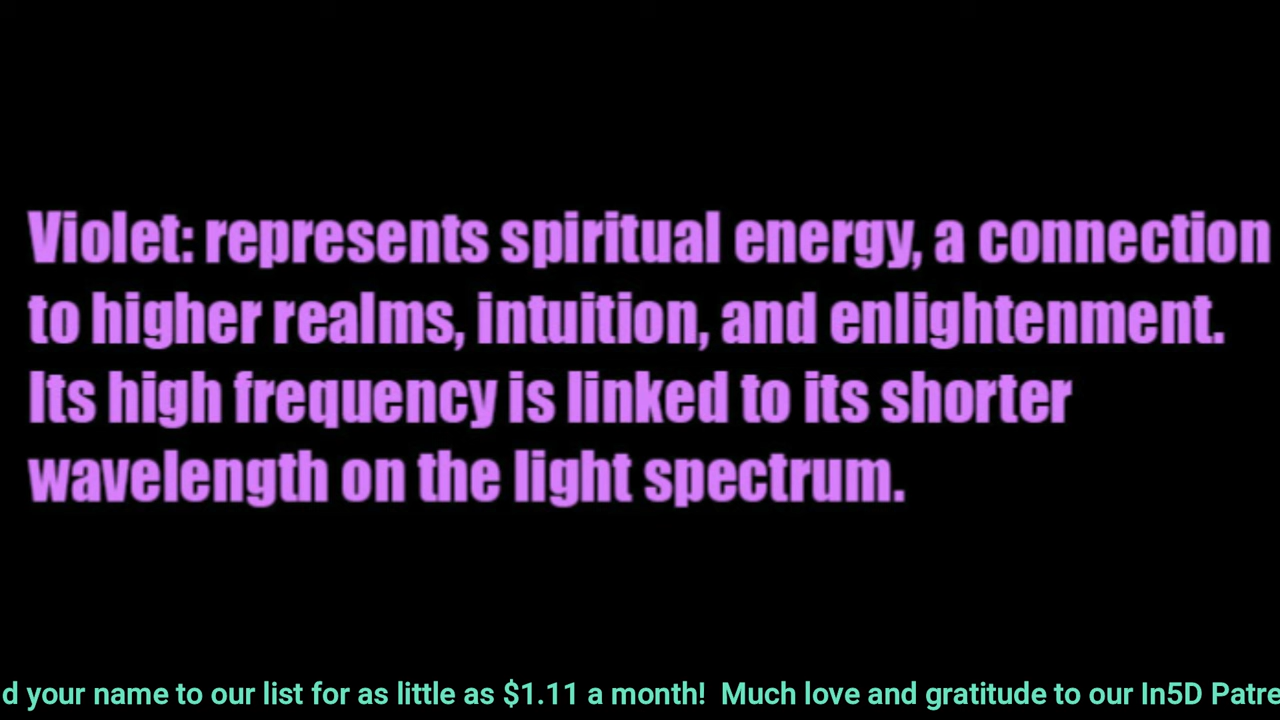 Violet: represents spiritual energy, a connection
to higher realms, intuition, and enlightenment.
Its high frequency is linked to its shorter
wavelength on the light spectrum.
d your name to our list for as little as $1.11 a month! Much love and gratitude to our In5D Patre